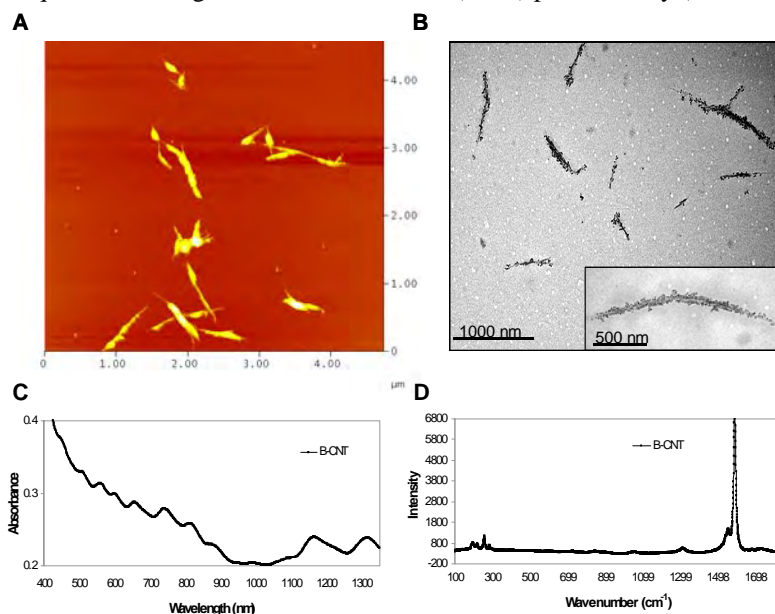 A
4.00
3.00
2.00
1.00
0
0 1.00 2.00 3.00 4.00
μm
B
1000 nm
500 nm
C
0.4
0.3
0.2
Absorbance
B-CNT
400 500 600 700 800 900 1000 1100 1200 1300
Wavelength (nm)
D
6800
5800
4800
3800
2800
1800
800
-200
Intensity
B-CNT
100 300 500 699 899 1099 1299 1498 1698
Wavenumber (cm-1)